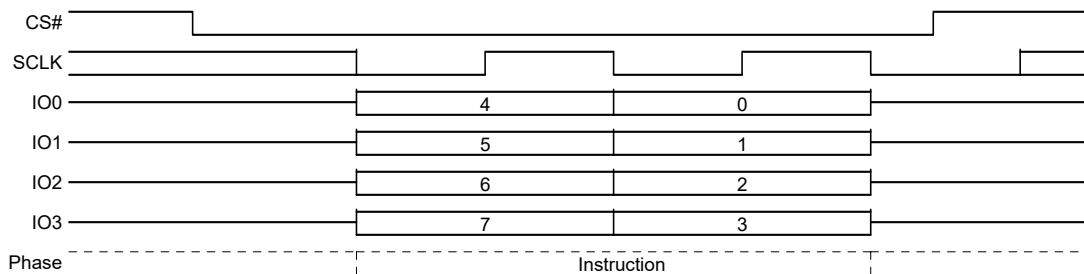 CS#
SCLK
IO0 4 0
IO1 5 1
IO2 6 2
IO3 7 3
Phase Instruction